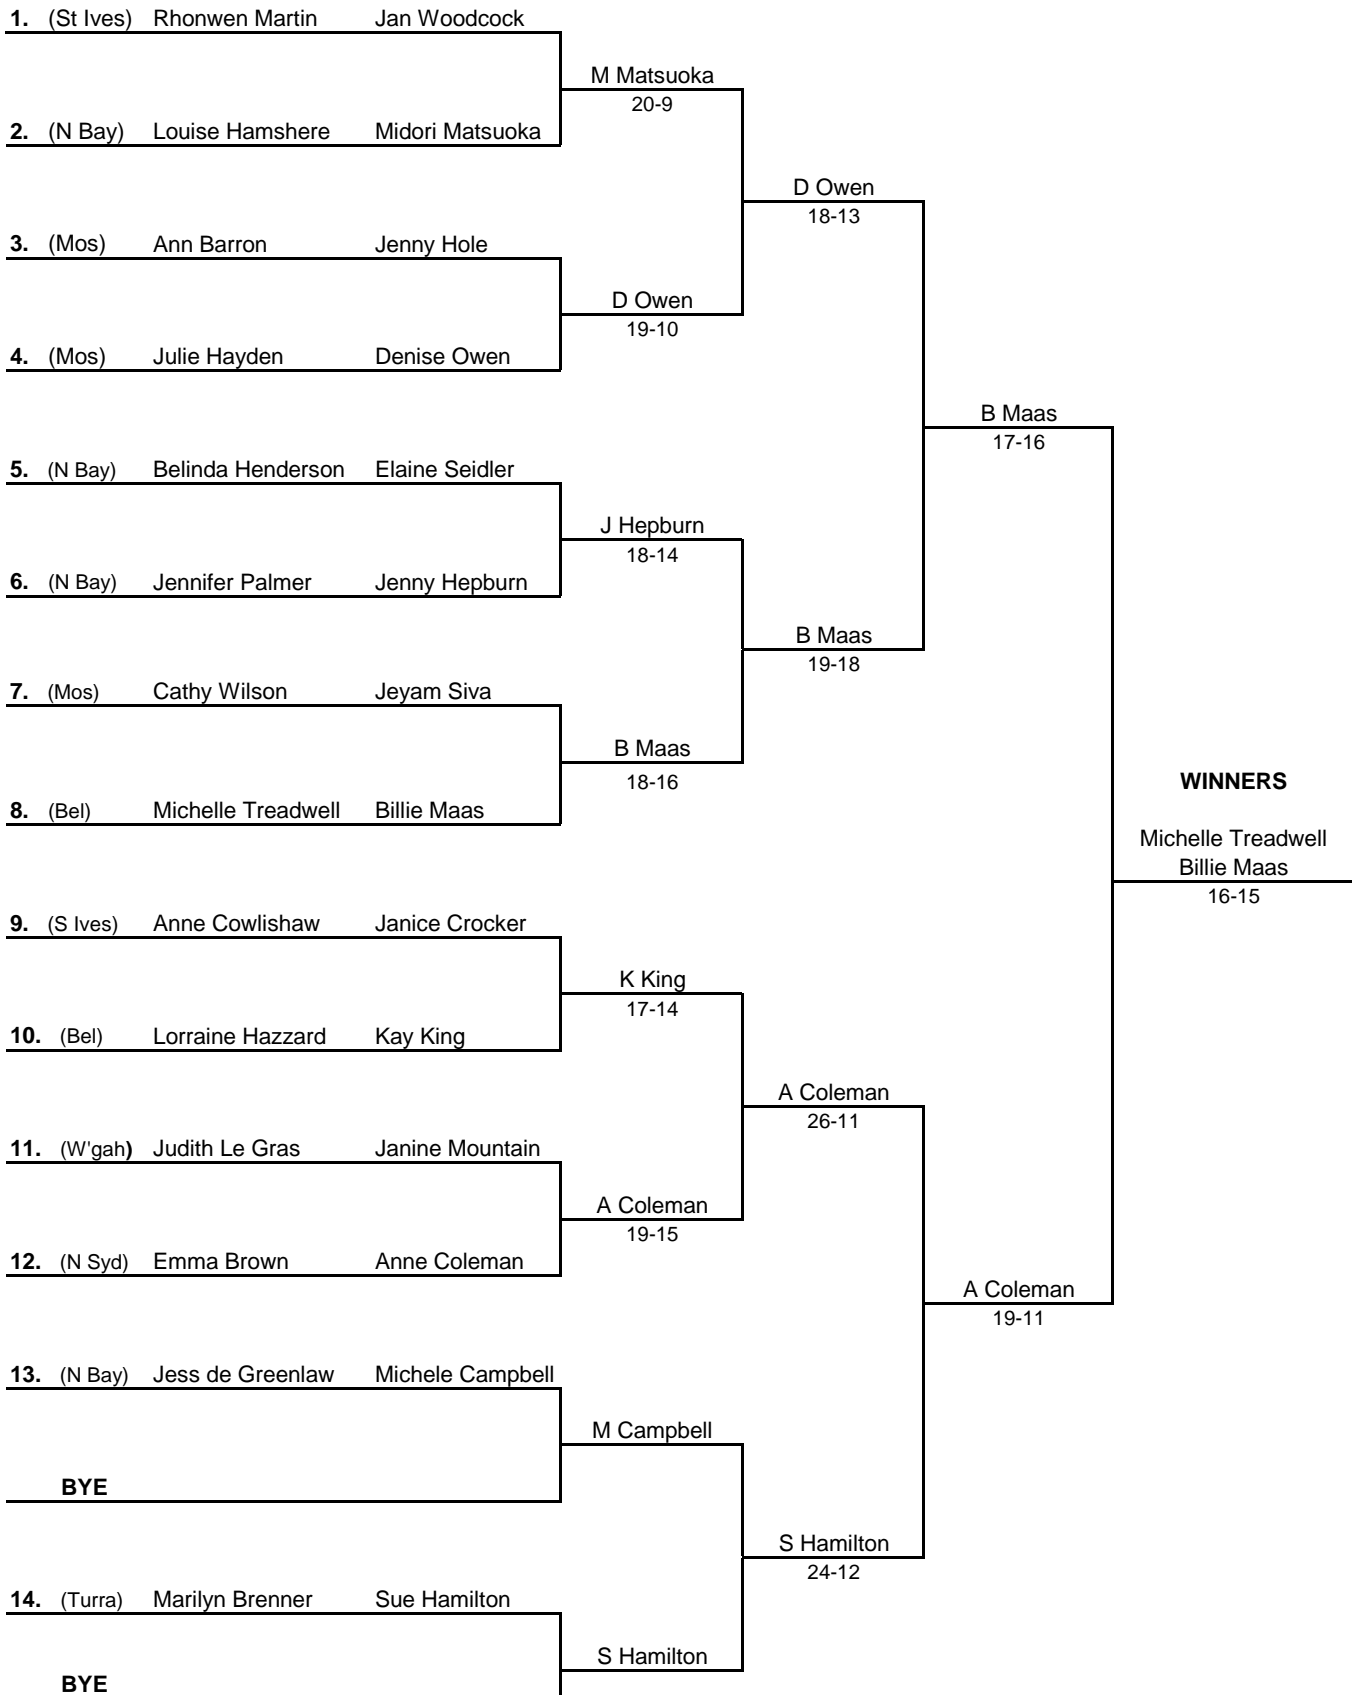 1. (St Ives) Rhonwen Martin Jan Woodcock
M Matsuoka
20-9
2. (N Bay) Louise Hamshere Midori Matsuoka
D Owen
18-13
3. (Mos) Ann Barron Jenny Hole
D Owen
19-10
4. (Mos) Julie Hayden Denise Owen
B Maas
17-16
5. (N Bay) Belinda Henderson Elaine Seidler
J Hepburn
18-14
6. (N Bay) Jennifer Palmer Jenny Hepburn
B Maas
19-18
7. (Mos) Cathy Wilson Jeyam Siva
B Maas
18-16
WINNERS
8. (Bel) Michelle Treadwell Billie Maas
Michelle Treadwell
Billie Maas
16-15
9. (S Ives) Anne Cowlishaw Janice Crocker
K King
17-14
10. (Bel) Lorraine Hazzard Kay King
A Coleman
26-11
11. (W'gah) Judith Le Gras Janine Mountain
A Coleman
19-15
12. (N Syd) Emma Brown Anne Coleman
A Coleman
19-11
13. (N Bay) Jess de Greenlaw Michele Campbell
M Campbell
BYE
S Hamilton
24-12
14. (Turra) Marilyn Brenner Sue Hamilton
S Hamilton
BYE